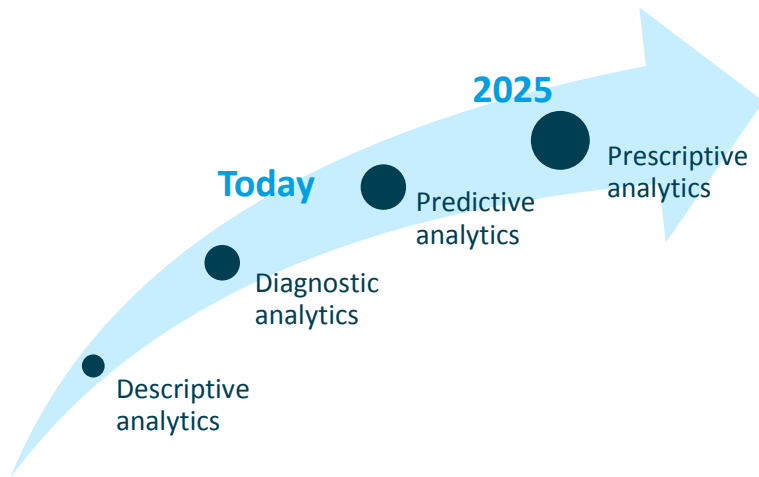 2025
Prescriptive
analytics
Today
Predictive
analytics
Diagnostic
analytics
Descriptive
analytics